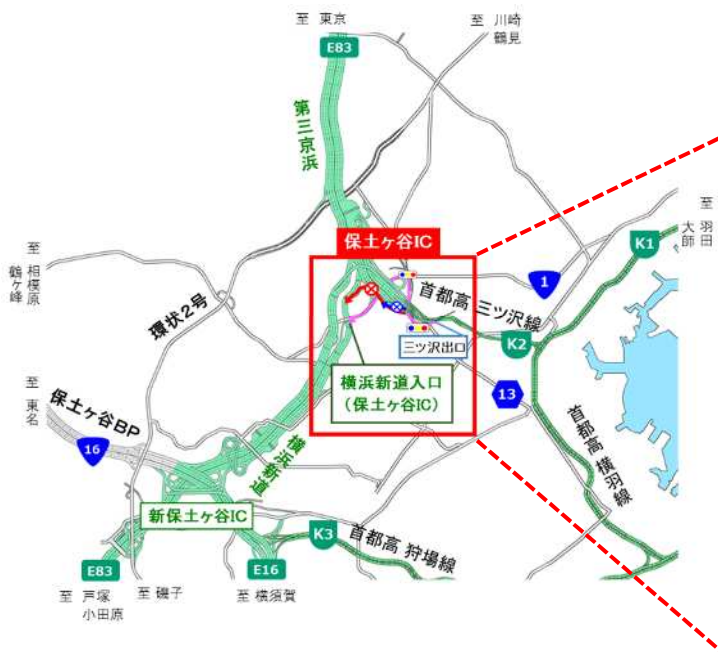 至 東京
至 川崎
鶴見
E83
第三京浜
至 羽田
大師
K1
保土ヶ谷IC
至 相模原
鶴ヶ峰
環状2号
首都高 三ツ沢線
1
K2
三ツ沢出口
横浜新道入口
(保土ヶ谷IC)
13
至 東名
保土ヶ谷BP
16
横浜新道
首都高 横羽線
新保土ヶ谷IC
K3
首都高 狩場線
E83
E16
至 戸塚
小田原
至 磯子
至 横須賀